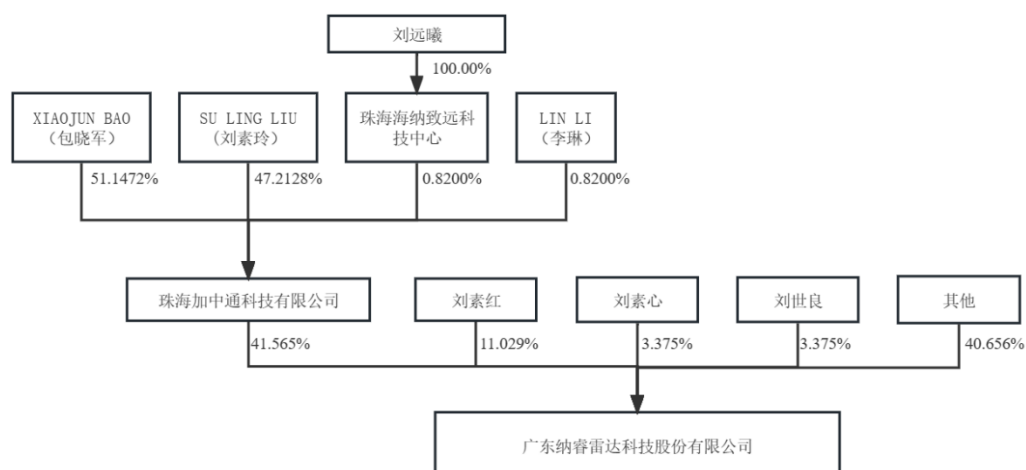 刘远曦
100.00%
XIAOJUN BAO
（包晓军）
SU LING LIU
(刘素玲）
珠海海纳致远科
技中心
LIN LI
（李琳）
51.1472%
47.2128%
0.8200%
0.8200%
珠海加中通科技有限公司
刘素红
刘素心
刘世良
其他
41.565%
11.029%
3.375%
3.375%
40.656%
广东纳睿雷达科技股份有限公司